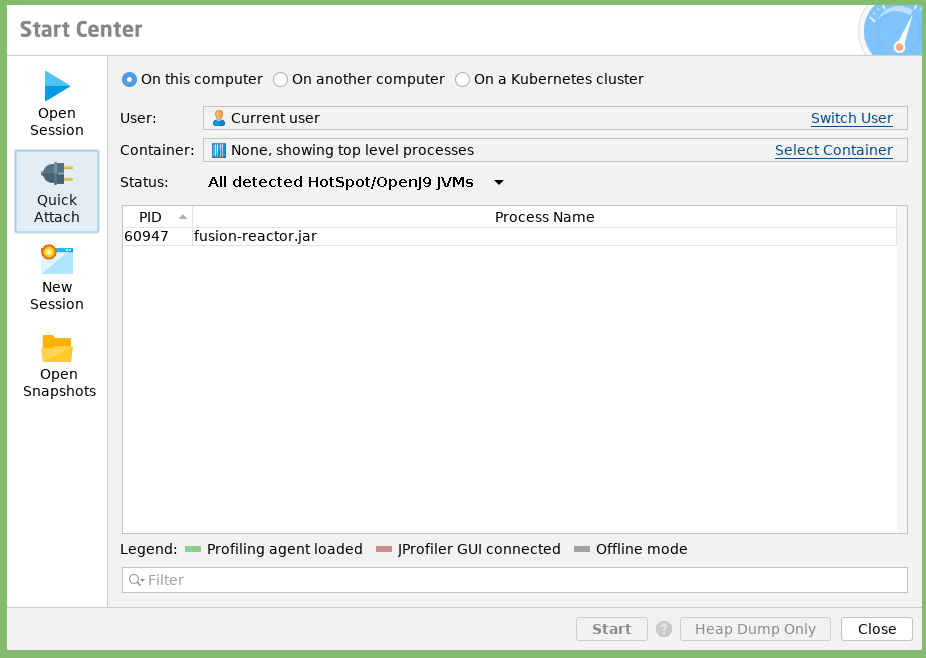 Start Center
Open
Session
Quick
Attach
New
Session
Open
Snapshots
On this computer On another computer On a Kubernetes cluster
User: Current user Switch User
Container: None, showing top level processes Select Container
Status: All detected HotSpot/OpenJ9 JVMs
PID Process Name
60947 fusion-reactor.jar
Legend: Profiling agent loaded JProfiler GUI connected Offline mode
Filter
Start ? Heap Dump Only Close